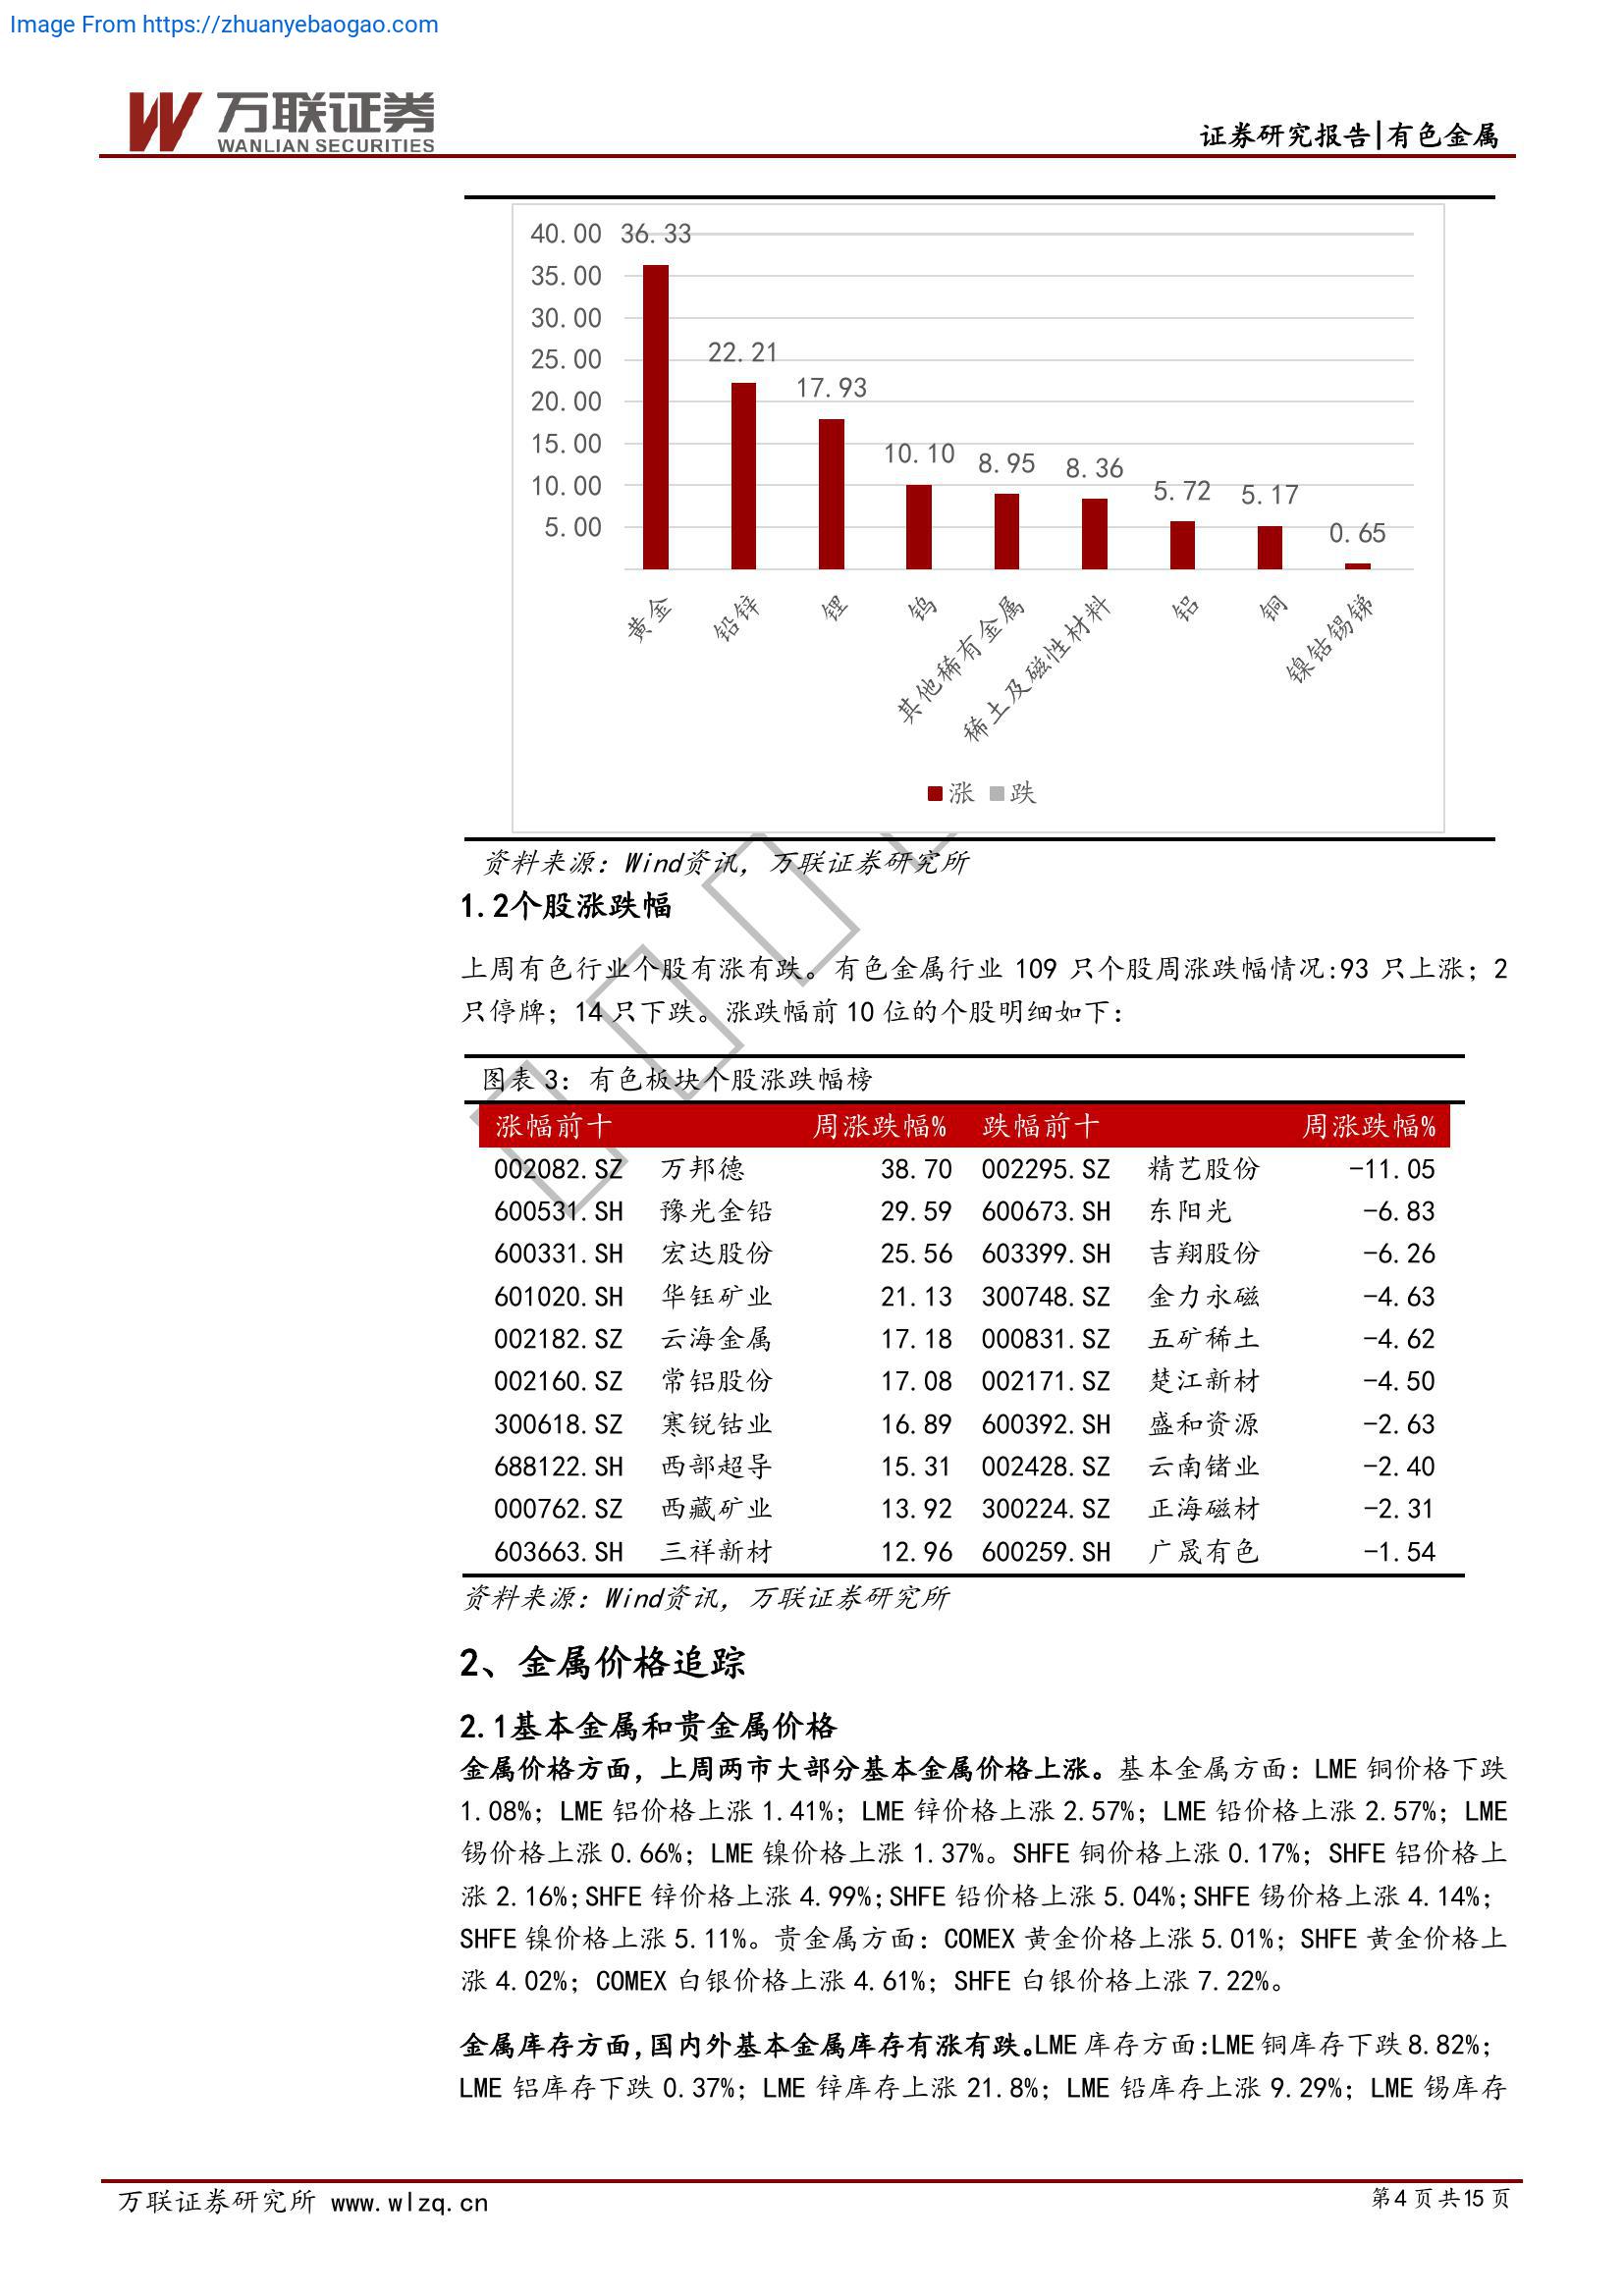 Image From https://zhuanyebaogao.com
万联证券
WANLIAN SECURITIES
证券研究报告|有色金属
40.00
35.00
30.00
25.00
20.00
15.00
10.00
5.00
36.33
22.21
17.93
10.10
8.95
8.36
5.72
5.17
0.65
黄金
铅锌
锂
钨
其他稀有金属
稀土及磁性材料
铝
铜
镍钴锡锑
涨 跌
资料来源：Wind资讯，万联证券研究所
1.2个股涨跌幅
上周有色行业个股有涨有跌。有色金属行业 109 只个股周涨跌幅情况:93 只上涨；2
只停牌；14 只下跌。涨跌幅前 10 位的个股明细如下：
图表 3：有色板块个股涨跌幅榜
涨幅前十 周涨跌幅% 跌幅前十 周涨跌幅%
002082.SZ 万邦德 38.70 002295.SZ 精艺股份 -11.05
600531.SH 豫光金铅 29.59 600673.SH 东阳光 -6.83
600331.SH 宏达股份 25.56 603399.SH 吉翔股份 -6.26
601020.SH 华钰矿业 21.13 300748.SZ 金力永磁 -4.63
002182.SZ 云海金属 17.18 000831.SZ 五矿稀土 -4.62
002160.SZ 常铝股份 17.08 002171.SZ 楚江新材 -4.50
300618.SZ 寒锐钴业 16.89 600392.SH 盛和资源 -2.63
688122.SH 西部超导 15.31 002428.SZ 云南锗业 -2.40
000762.SZ 西藏矿业 13.92 300224.SZ 正海磁材 -2.31
603663.SH 三祥新材 12.96 600259.SH 广晟有色 -1.54
资料来源：Wind资讯，万联证券研究所
2、金属价格追踪
2.1基本金属和贵金属价格
金属价格方面，上周两市大部分基本金属价格上涨。基本金属方面：LME 铜价格下跌
1.08%；LME 铝价格上涨 1.41%；LME 锌价格上涨 2.57%；LME 铅价格上涨 2.57%；LME
锡价格上涨 0.66%；LME 镍价格上涨 1.37%。SHFE 铜价格上涨 0.17%；SHFE 铝价格上
涨 2.16%；SHFE 锌价格上涨 4.99%；SHFE 铅价格上涨 5.04%；SHFE 锡价格上涨 4.14%；
SHFE 镍价格上涨 5.11%。贵金属方面：COMEX 黄金价格上涨 5.01%；SHFE 黄金价格上
涨 4.02%；COMEX 白银价格上涨 4.61%；SHFE 白银价格上涨 7.22%。
金属库存方面，国内外基本金属库存有涨有跌。LME 库存方面：LME 铜库存下跌 8.82%；
LME 铝库存下跌 0.37%；LME 锌库存上涨 21.8%；LME 铅库存上涨 9.29%；LME 锡库存
万联证券研究所 www.wlzq.cn
第 4 页 共 15 页